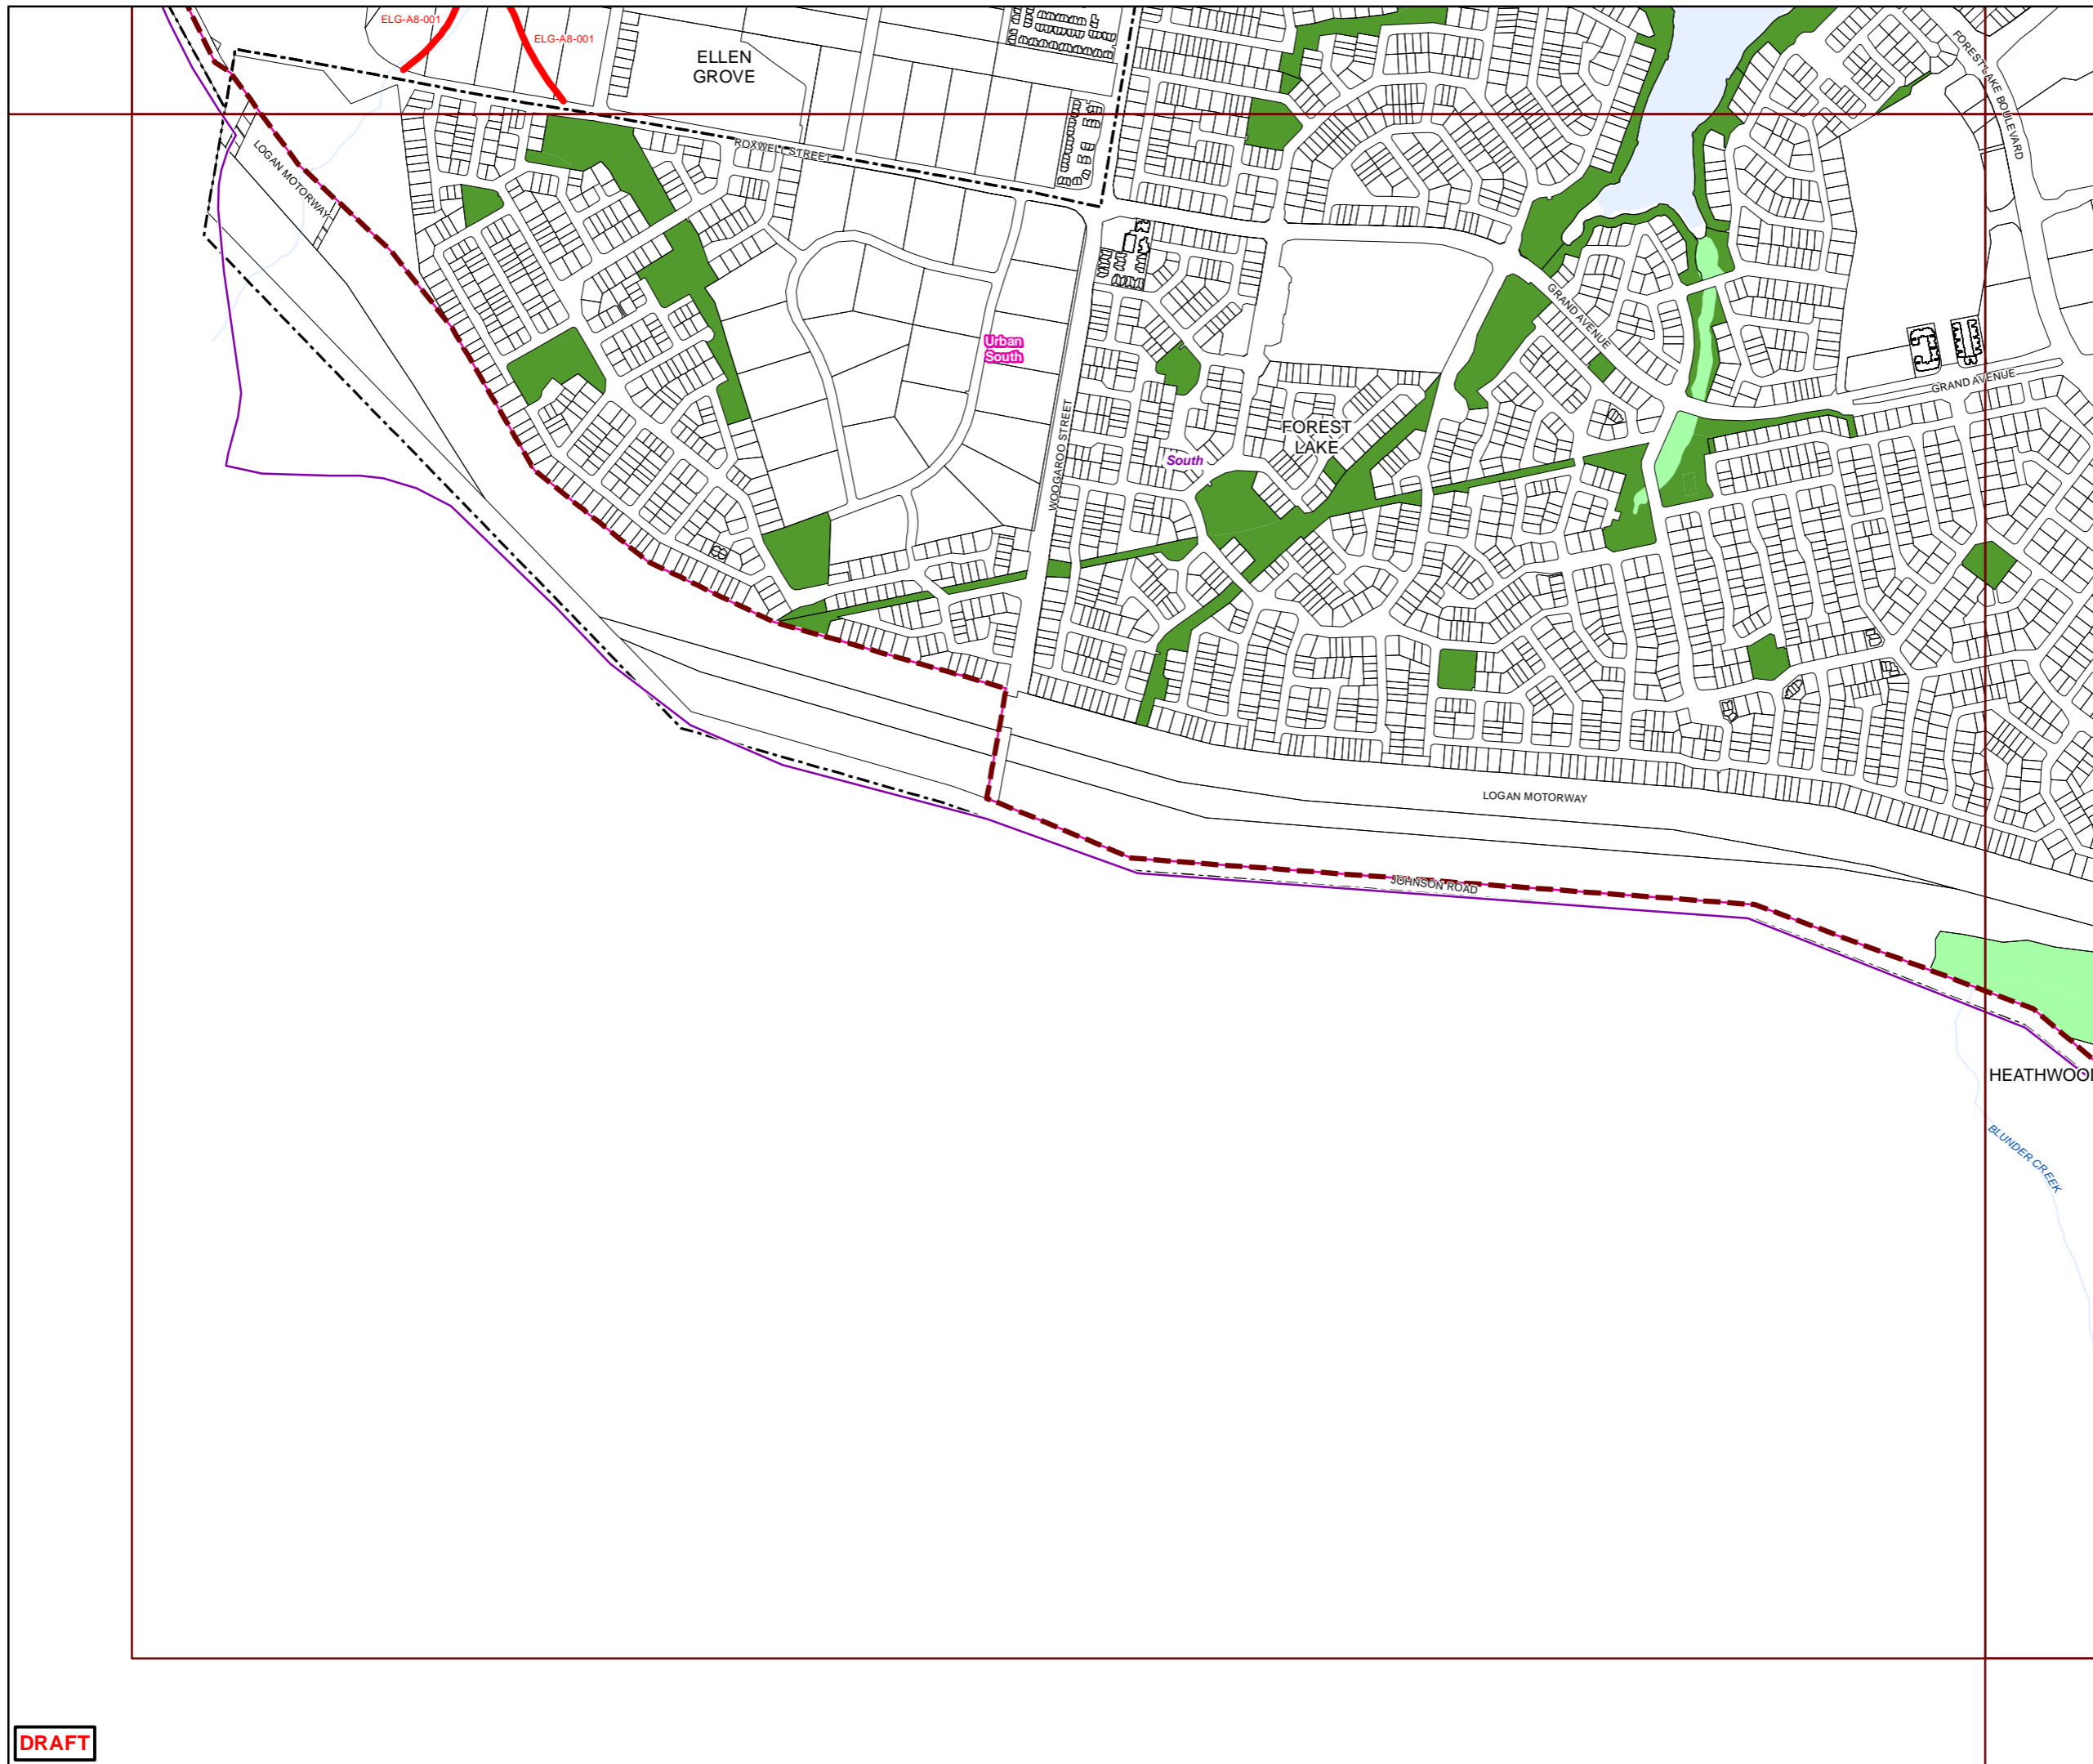 ELG-A8-001
ELG-A8-001
ELLEN
GROVE
FOREST LAKE BOULEVARD
ROXWELL STREET
LOGAN MOTORWAY
GRAND AVENUE
Urban
South
GRAND AVENUE
WOOGAROO STREET
FOREST
LAKE
South
LOGAN MOTORWAY
JOHNSON ROAD
HEATHWOO
BLUNDER CREEK
DRAFT